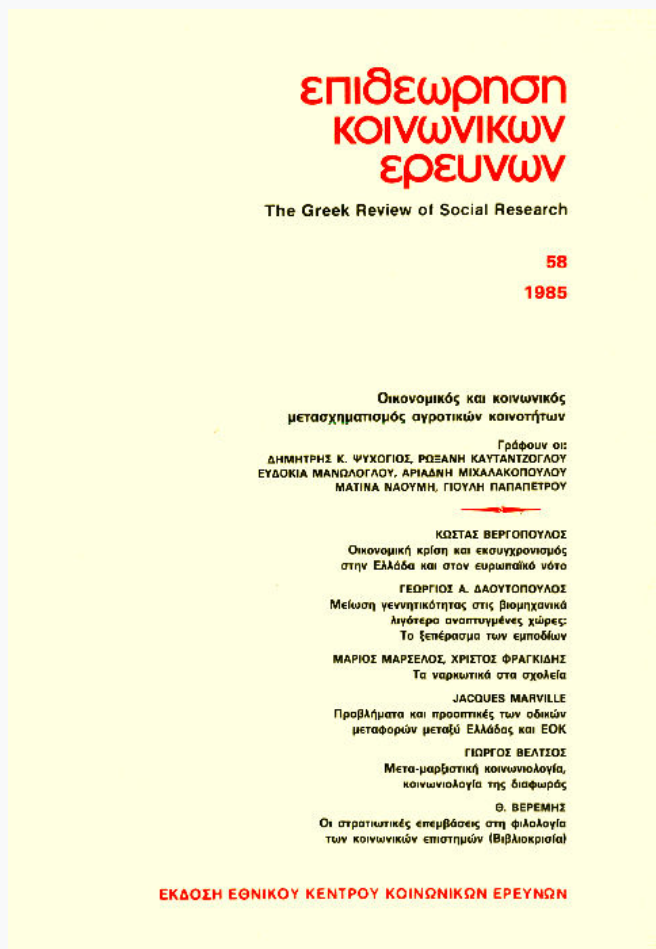 επιθεωρηση
κοινωνικων
ερευνων
The Greek Review of Social Research
58
1985
Οικονομικός και κοινωνικός
μετασχηματισμός αγροτικών κοινοτήτων
Γράφουν οι:
ΔΗΜΗΤΡΗΣ Κ. ΨΥΧΟΓΙΟΣ, ΡΩΞΑΝΗ ΚΑΥΤΑΝΤΖΟΓΛΟΥ
ΕΥΔΟΚΙΑ ΜΑΝΩΛΟΓΛΟΥ, ΑΡΙΑΔΝΗ ΜΙΧΑΛΑΚΟΠΟΥΛΟΥ
ΜΑΤΙΝΑ ΝΑΟΥΜΗ, ΓΙΟΥΛΗ ΠΑΠΑΠΕΤΡΟΥ
ΚΩΣΤΑΣ ΒΕΡΓΟΠΟΥΛΟΣ
Οικονομική κρίση και εκσυγχρονισμός
στην Ελλάδα και στον ευρωπαϊκό νότο
ΓΕΩΡΓΙΟΣ Α. ΔΑΟΥΤΟΠΟΥΛΟΣ
Μείωση γεννητικότητας στις βιομηχανικά
λιγότερο αναπτυγμένες χώρες:
Το ξεπέρασμα των εμποδίων
ΜΑΡΙΟΣ ΜΑΡΣΕΛΟΣ, ΧΡΙΣΤΟΣ ΦΡΑΓΚΙΔΗΣ
Τα ναρκωτικά στα σχολεία
JACQUES MARVILLE
Προβλήματα και προοπτικές των οδικών
μεταφορών μεταξύ Ελλάδας και ΕΟΚ
ΓΙΩΡΓΟΣ ΒΕΛΤΣΟΣ
Μετα-μαρξιστική κοινωνιολογία,
κοινωνιολογία της διαφοράς
Θ. ΒΕΡΕΜΗΣ
Οι στρατιωτικές επεμβάσεις στη φιλολογία
των κοινωνικών επιστημών (Βιβλιοκρισία)
ΕΚΔΟΣΗ ΕΘΝΙΚΟΥ ΚΕΝΤΡΟΥ ΚΟΙΝΩΝΙΚΩΝ ΕΡΕΥΝΩΝ